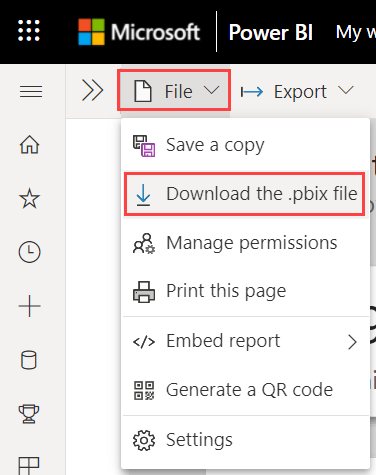 Microsoft Power BI My w
File Export
Save a copy
Download the .pbix file
Manage permissions
Print this page
</> Embed report
Generate a QR code
Settings